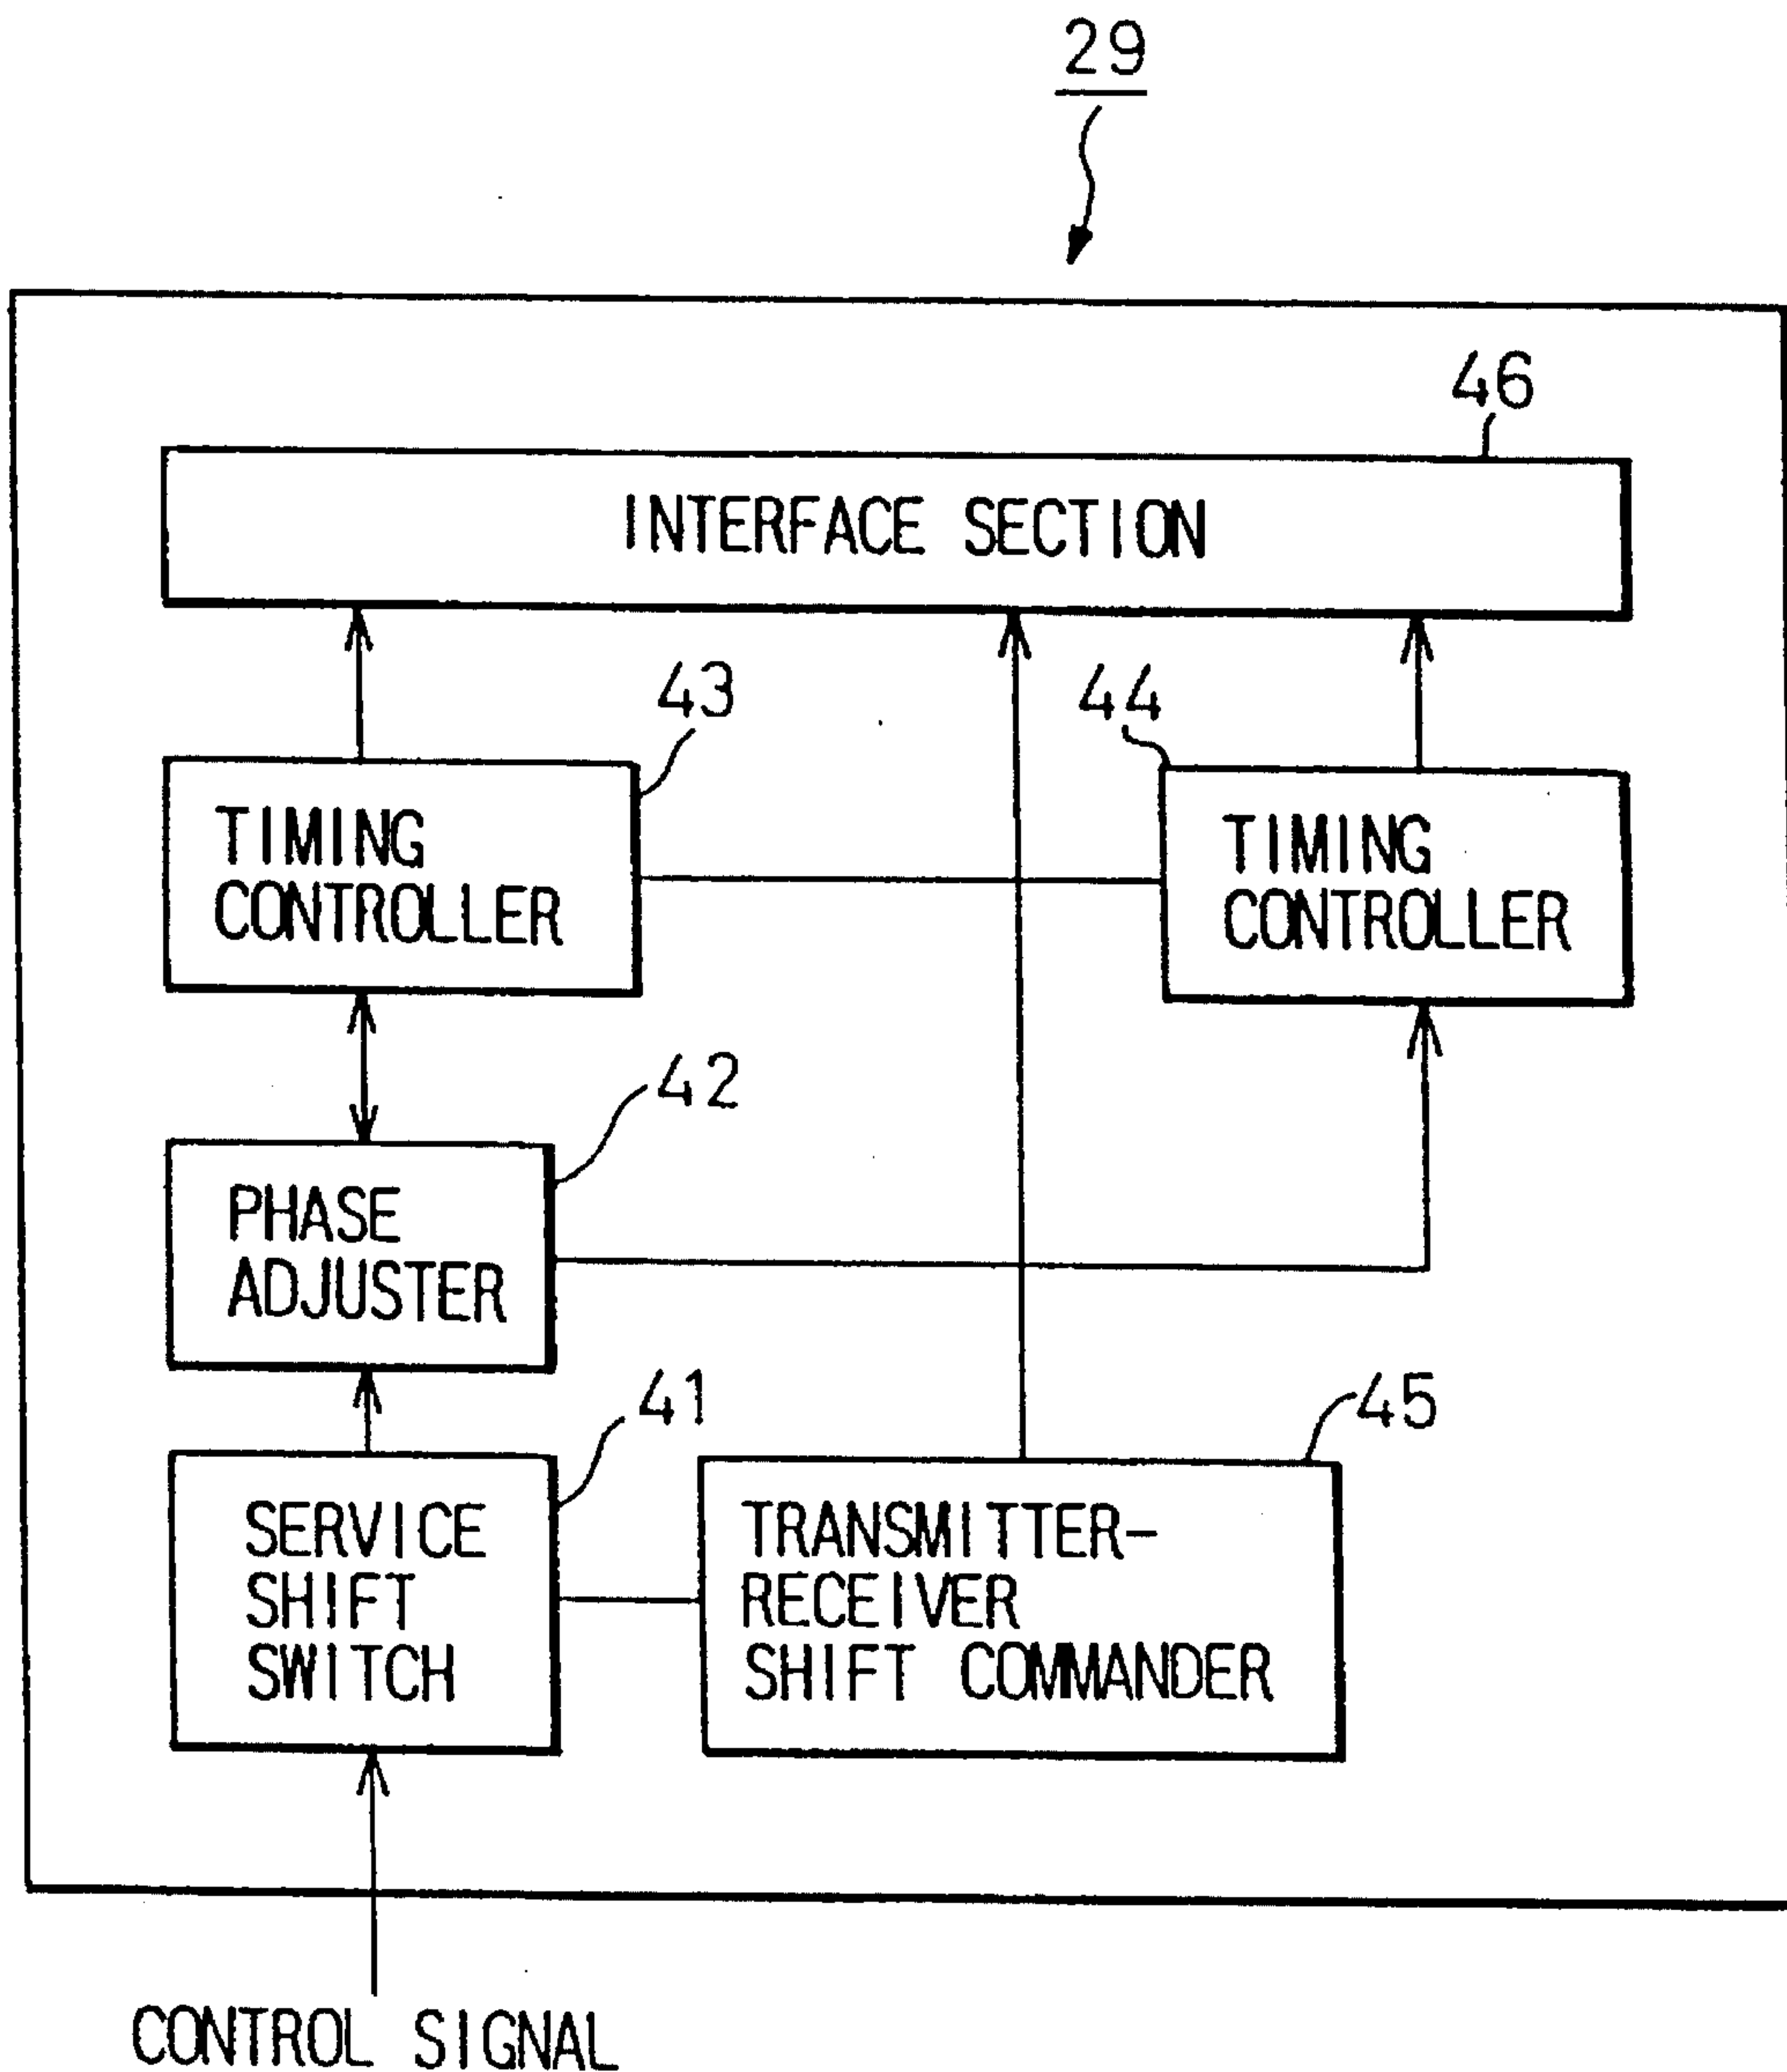 29
46
INTERFACE SECTION
43
44
TIMING
CONTROLLER
TIMING
CONTROLLER
42
PHASE
ADJUSTER
41
45
SERVICE
SHIFT
SWITCH
TRANSMITTER-
RECEIVER
SHIFT COMMANDER
CONTROL SIGNAL